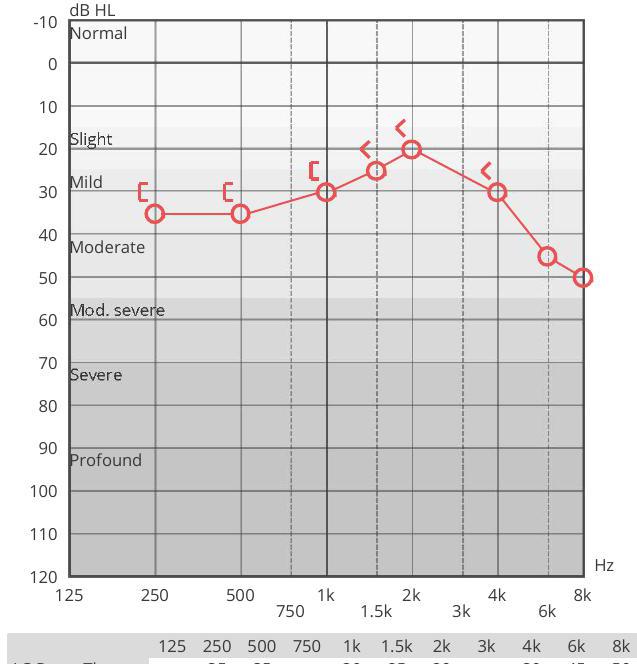 dB HL
-10
Normal
0
10
Slight
20
Mild
30
40
Moderate
50
Mod. severe
60
70
Severe
80
90
Profound
100
110
120
Hz
125 250 500 1k 2k 4k 8k
750 1.5k 3k 6k
125 250 500 750 1k 1.5k 2k 3k 4k 6k 8k